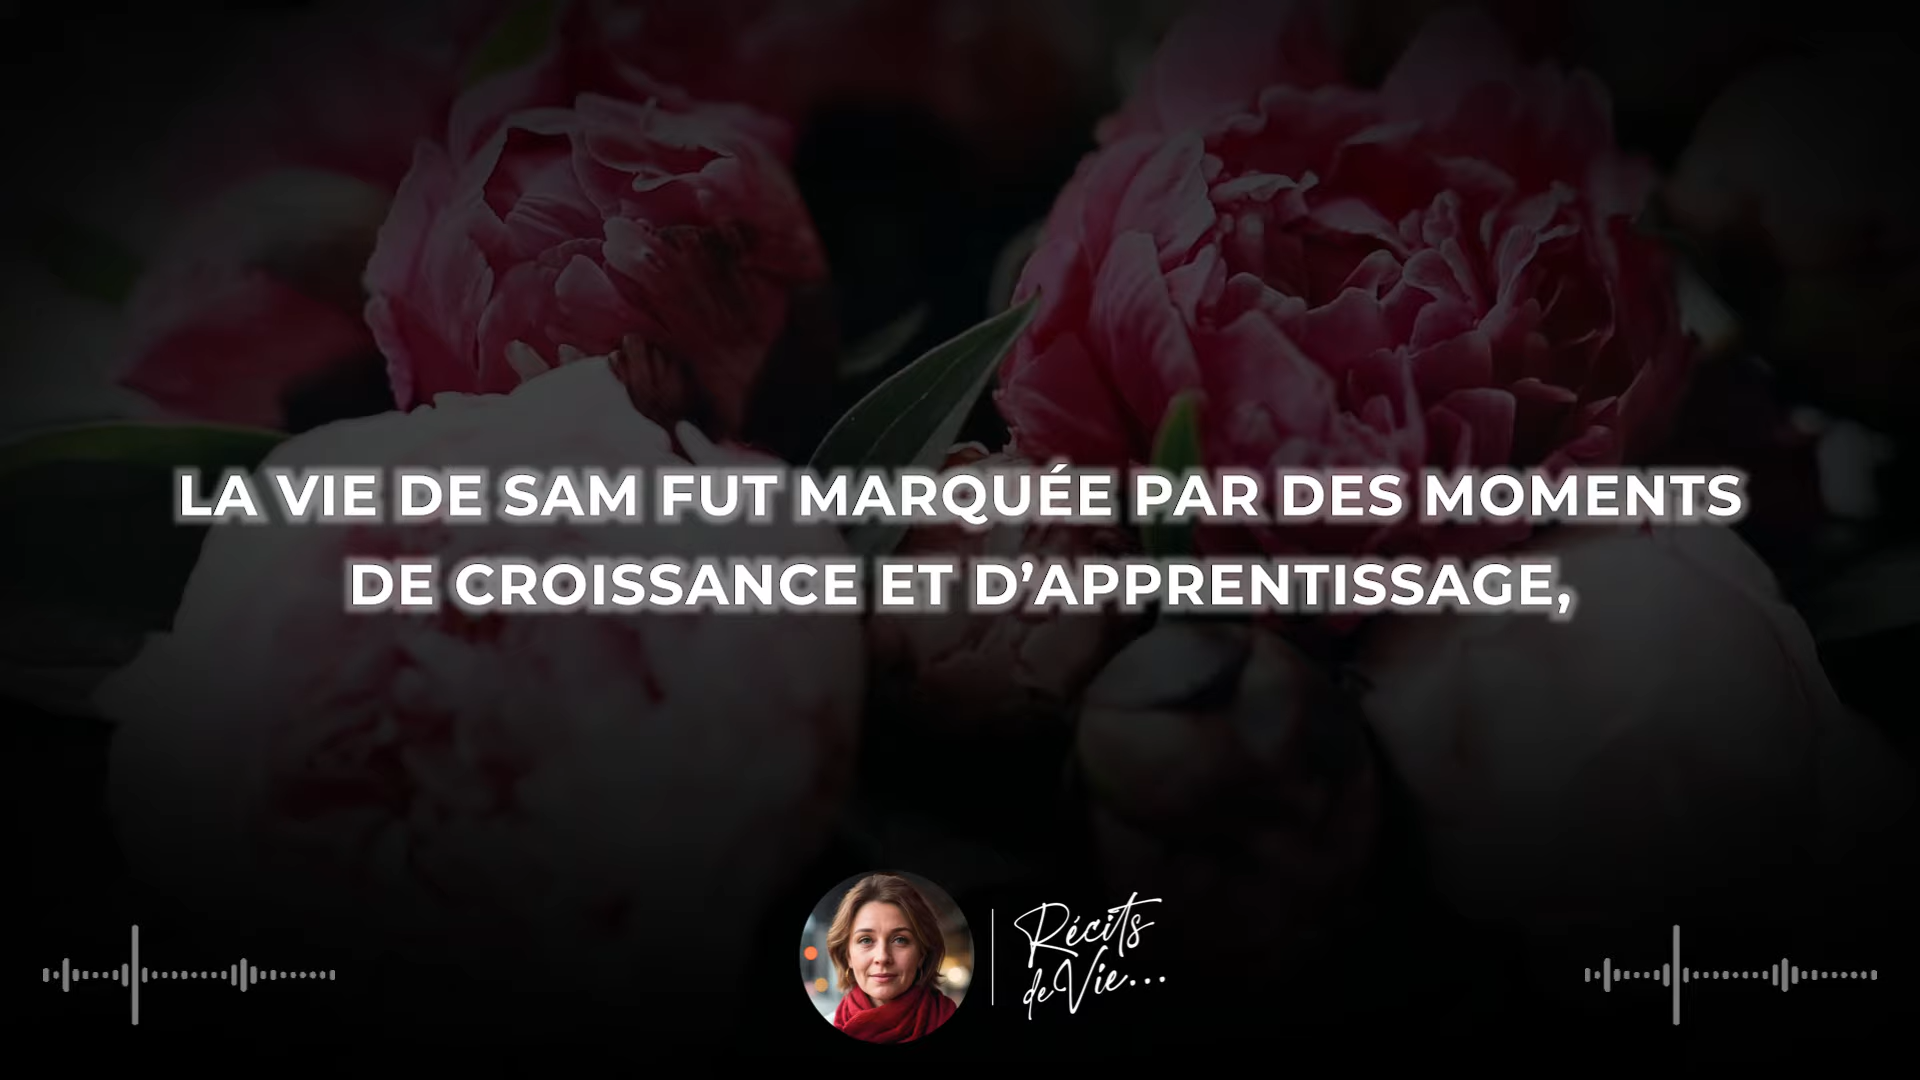 LA VIE DE SAM FUT MARQUÉE PAR DES MOMENTS
DE CROISSANCE ET D’APPRENTISSAGE,
Récits
de Vie...